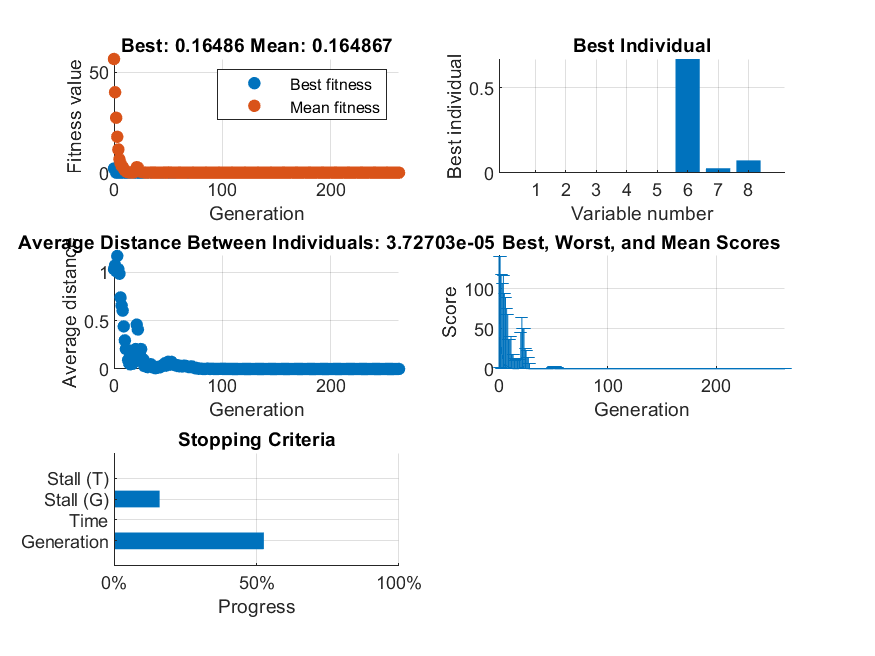 Best: 0.16486 Mean: 0.164867
Fitness value
50
0
Best fitness
Mean fitness
0 100 200
Generation
Best Individual
Best individual
0.5
0
1 2 3 4 5 6 7 8
Variable number
Average Distance Between Individuals: 3.72703e-05
Average distance
1
0.5
0
0 100 200
Generation
Best, Worst, and Mean Scores
Score
100
50
0
0 100 200
Generation
Stopping Criteria
Stall (T)
Stall (G)
Time
Generation
0% 50% 100%
Progress